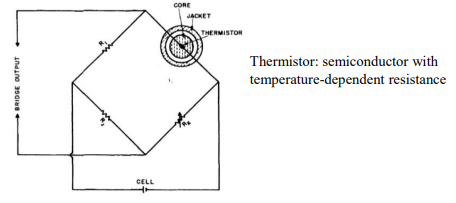 CORE
JACKET
THERMISTOR
BRIDGE OUTPUT
CELL
Thermistor: semiconductor with
temperature-dependent resistance